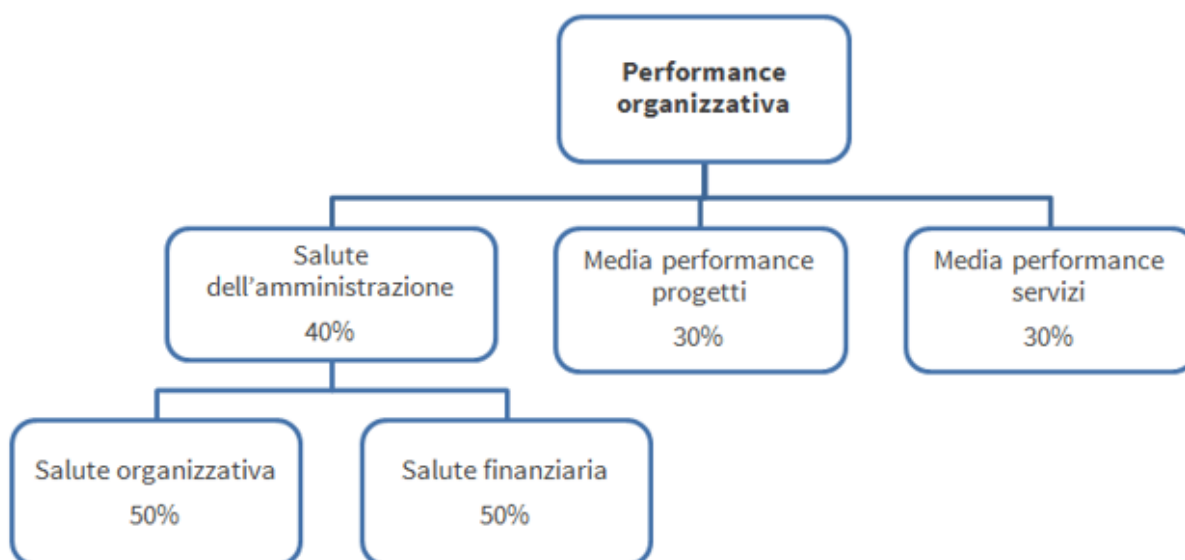 Performance
organizzativa
Salute
dell’amministrazione
40%
Media performance
progetti
30%
Media performance
servizi
30%
Salute organizzativa
50%
Salute finanziaria
50%